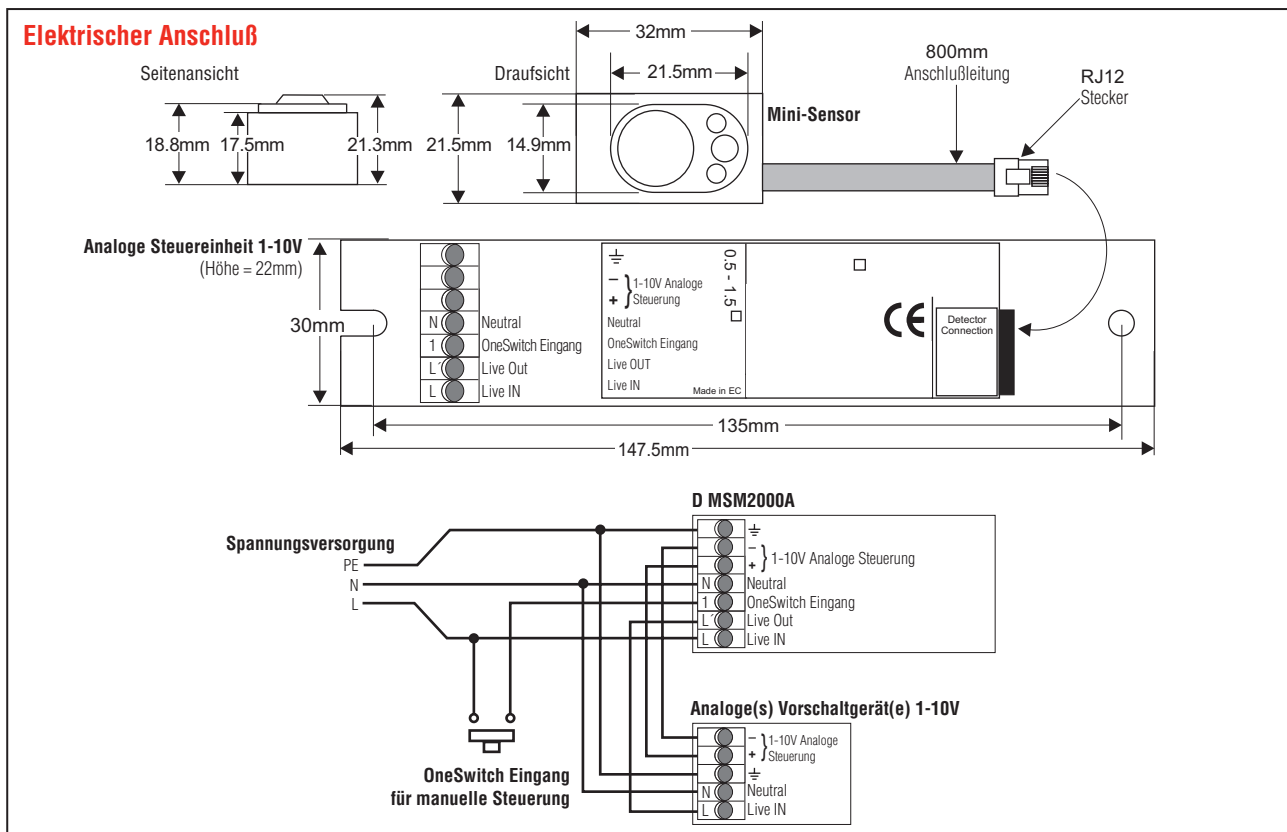 Elektrischer Anschluß
Seitenansicht
18.8mm
17.5mm
21.3mm
Draufsicht
32mm
21.5mm
21.5mm
14.9mm
Mini-Sensor
800mm
Anschlußleitung
RJ12
Stecker
Analoge Steuereinheit 1-10V
(Höhe = 22mm)
30mm
N Neutral
1 OneSwitch Eingang
L´ Live Out
L Live IN
– } 1-10V Analoge
+ Steuerung
Neutral
OneSwitch Eingang
Live OUT
Live IN
Made in EC
0.5 - 1.5
CE
Detector
Connection
135mm
147.5mm
D MSM2000A
Spannungsversorgung
PE
N
L
–
+ } 1-10V Analoge Steuerung
N Neutral
1 OneSwitch Eingang
L´ Live Out
L Live IN
Analoge(s) Vorschaltgerät(e) 1-10V
– } 1-10V Analoge
+ Steuerung
N Neutral
L Live IN
OneSwitch Eingang
für manuelle Steuerung